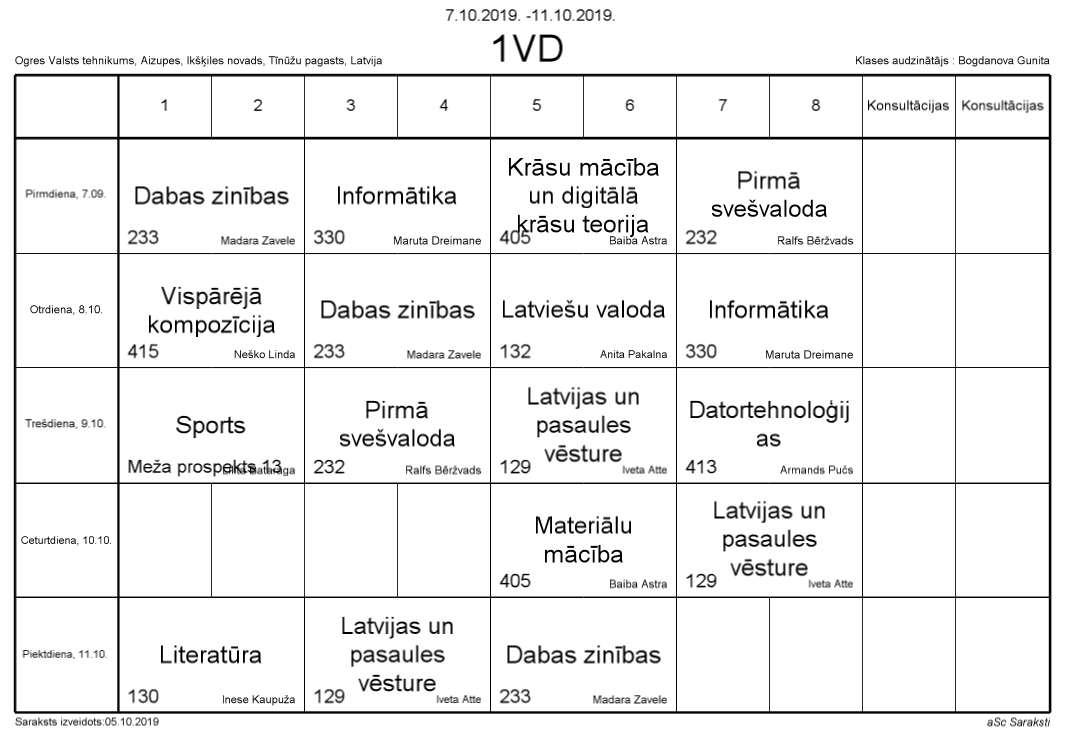 7.10.2019. -11.10.2019.
1VD
Ogres Valsts tehnikums, Aizupes, Ikšķiles novads, Tīnūžu pagasts, Latvija
Klases audzinātājs : Bogdanova Gunita
1 2 3 4 5 6 7 8 Konsultācijas Konsultācijas
Pirmdiena, 7.09.
Dabas zinības
233 Madara Zavele
Informātika
330 Maruta Dreimane
Krāsu mācība
un digitālā
krāsu teorija
405 Baiba Astra
Pirmā
svešvaloda
232 Ralfs Bēržvads
Otrdiena, 8.10.
Vispārējā
kompozīcija
415 Neško Linda
Dabas zinības
233 Madara Zavele
Latviešu valoda
132 Anita Pakalna
Informātika
330 Maruta Dreimane
Trešdiena, 9.10.
Sports
Meža prospekts 13
Pirmā
svešvaloda
232 Ralfs Bēržvads
Latvijas un
pasaules
vēsture
129 Iveta Atte
Datortehnoloģij
as
413 Armands Pučs
Ceturtdiena, 10.10.
Materiālu
mācība
405 Baiba Astra
Latvijas un
pasaules
vēsture
129 Iveta Atte
Piektdiena, 11.10.
Literatūra
130 Inese Kaupuža
Latvijas un
pasaules
vēsture
129 Iveta Atte
Dabas zinības
233 Madara Zavele
Saraksts izveidots:05.10.2019
aSc Saraksti